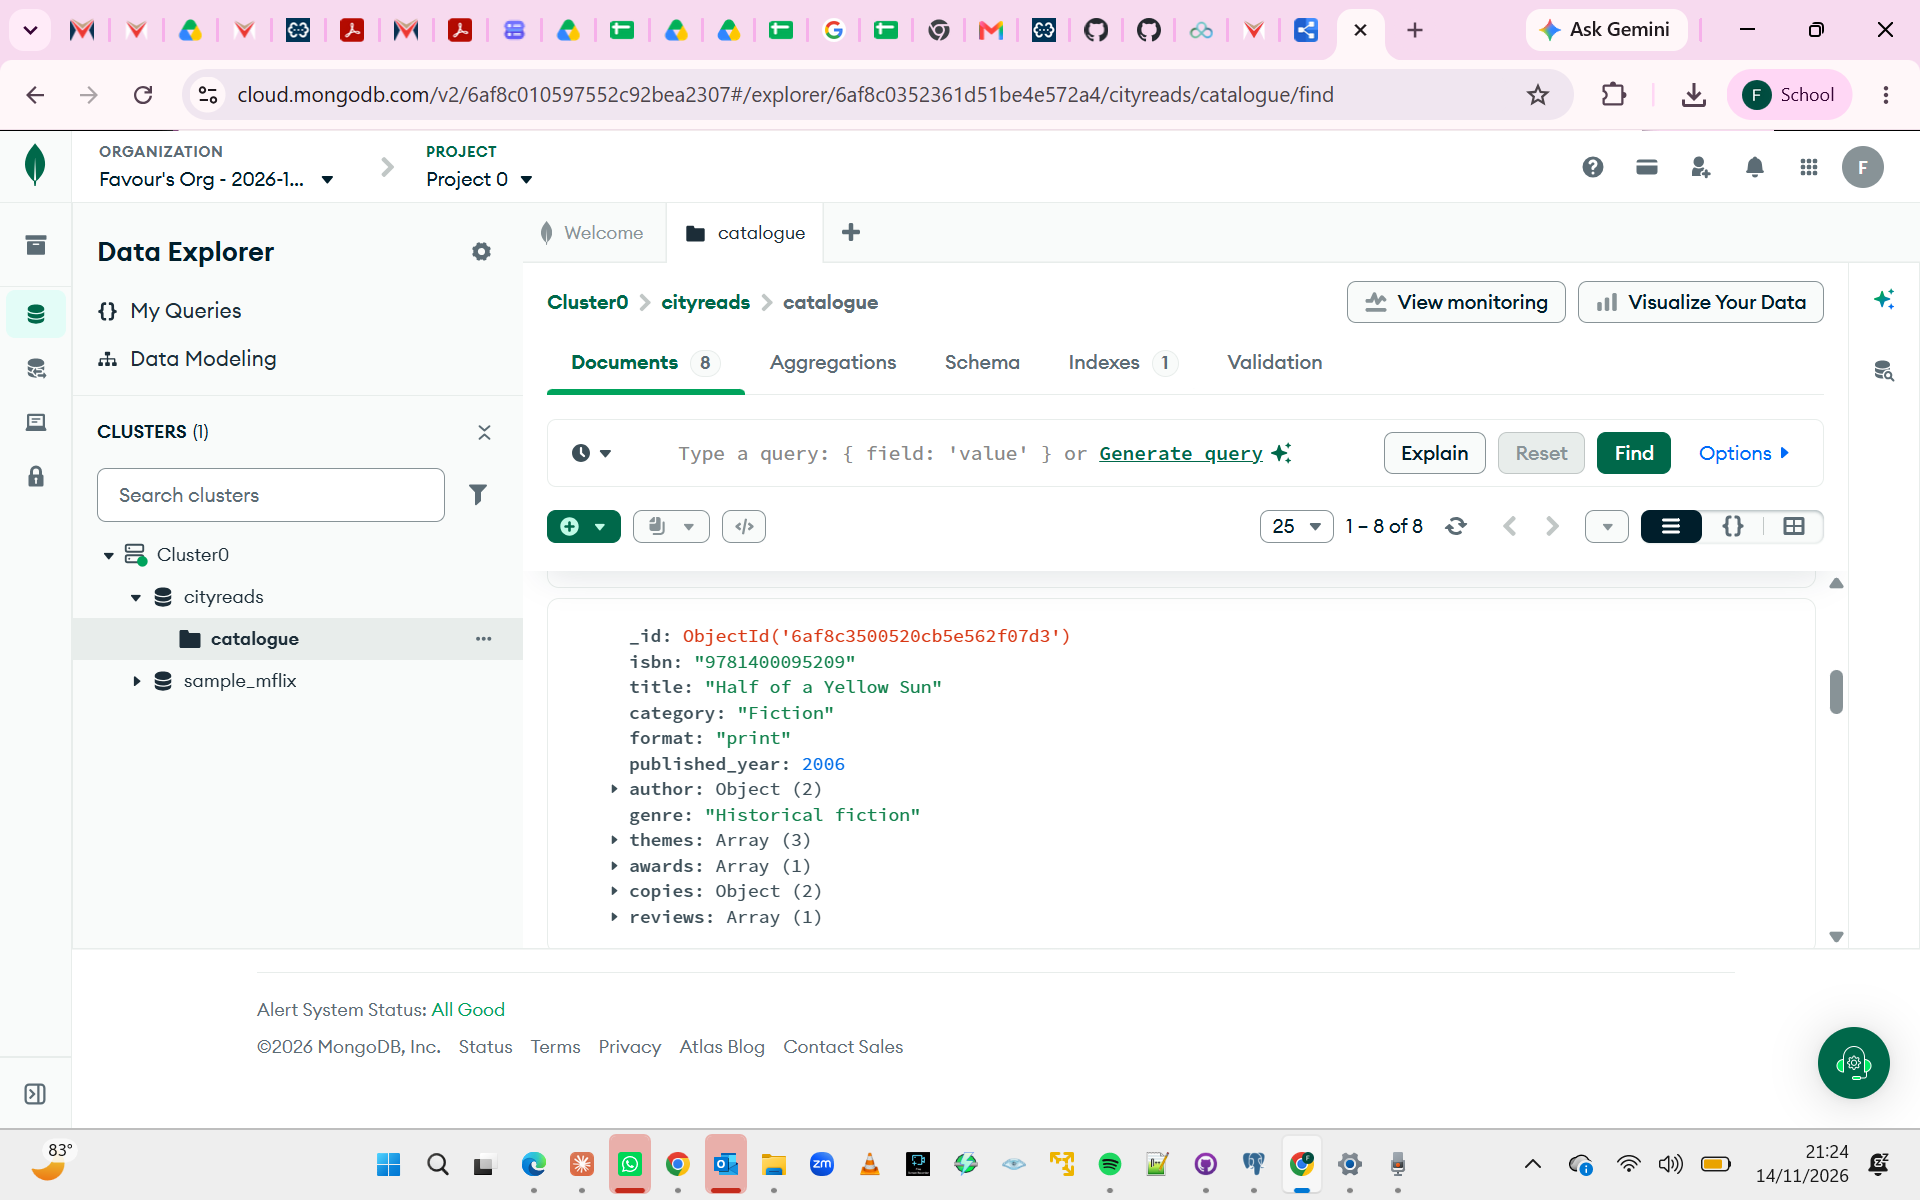 Ask Gemini
cloud.mongodb.com/v2/6af8c010597552c92bea2307#/explorer/6af8c0352361d51be4e572a4/cityreads/catalogue/find
F School
ORGANIZATION
Favour's Org - 2026-1...
PROJECT
Project 0
F
Data Explorer
My Queries
Data Modeling
CLUSTERS (1)
Search clusters
Cluster0
cityreads
catalogue
sample_mflix
Welcome
catalogue
Cluster0 > cityreads > catalogue
View monitoring
Visualize Your Data
Documents 8
Aggregations
Schema
Indexes 1
Validation
Type a query: { field: 'value' } or Generate query
Explain
Reset
Find
Options
25
1 – 8 of 8
_id: ObjectId('6af8c3500520cb5e562f07d3')
isbn: "9781400095209"
title: "Half of a Yellow Sun"
category: "Fiction"
format: "print"
published_year: 2006
author: Object (2)
genre: "Historical fiction"
themes: Array (3)
awards: Array (1)
copies: Object (2)
reviews: Array (1)
Alert System Status: All Good
©2026 MongoDB, Inc. Status Terms Privacy Atlas Blog Contact Sales
83°
zm
21:24
14/11/2026